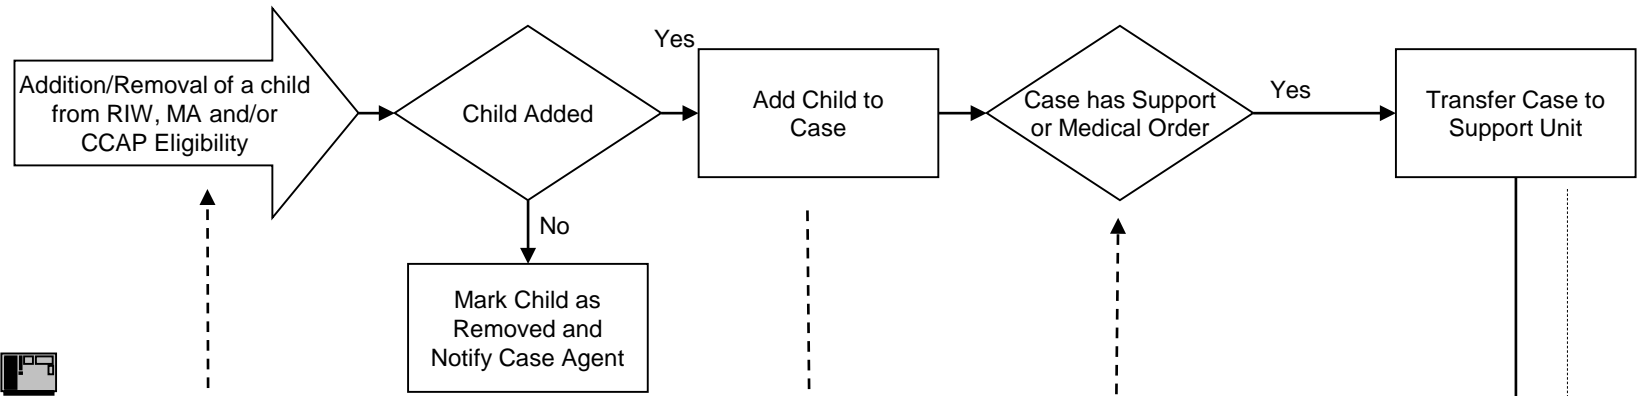 Addition/Removal of a child
from RIW, MA and/or
CCAP Eligibility
Child Added
Yes
No
Mark Child as
Removed and
Notify Case Agent
Add Child to
Case
Case has Support
or Medical Order
Yes
Transfer Case to
Support Unit